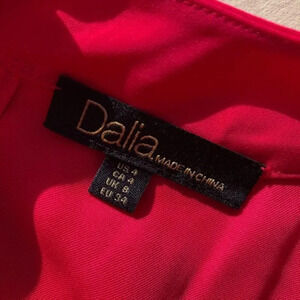 Dalia
MADE IN CHINA
US 4
CA 4
UK 8
EU 34